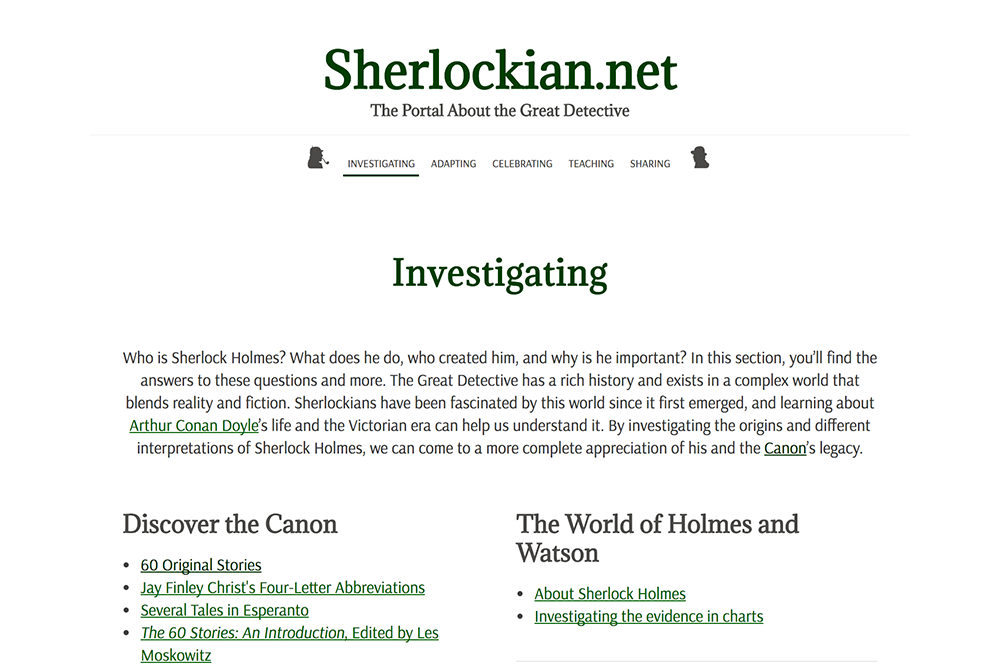 Sherlockian.net
The Portal About the Great Detective
INVESTIGATING ADAPTING CELEBRATING TEACHING SHARING
Investigating
Who is Sherlock Holmes? What does he do, who created him, and why is he important? In this section, you’ll find the
answers to these questions and more. The Great Detective has a rich history and exists in a complex world that
blends reality and fiction. Sherlockians have been fascinated by this world since it first emerged, and learning about
Arthur Conan Doyle’s life and the Victorian era can help us understand it. By investigating the origins and different
interpretations of Sherlock Holmes, we can come to a more complete appreciation of his and the Canon’s legacy.
Discover the Canon
• 60 Original Stories
• Jay Finley Christ's Four-Letter Abbreviations
• Several Tales in Esperanto
• The 60 Stories: An Introduction, Edited by Les
Moskowitz
The World of Holmes and
Watson
• About Sherlock Holmes
• Investigating the evidence in charts